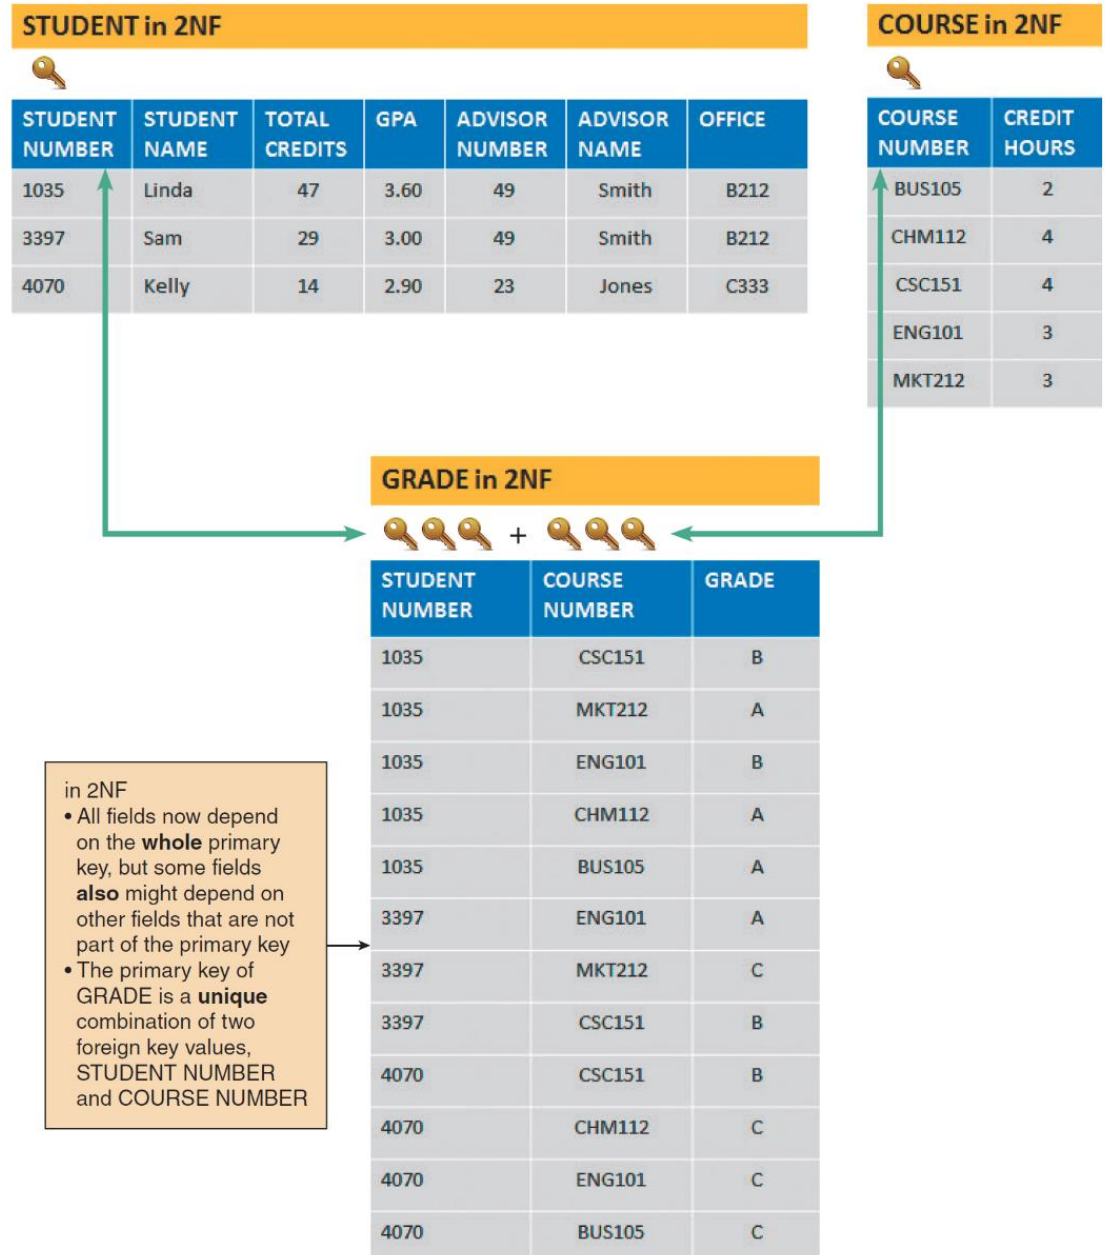 STUDENT in 2NF
STUDENT NUMBER STUDENT NAME TOTAL CREDITS GPA ADVISOR NUMBER ADVISOR NAME OFFICE
1035 Linda 47 3.60 49 Smith B212
3397 Sam 29 3.00 49 Smith B212
4070 Kelly 14 2.90 23 Jones C333
COURSE in 2NF
COURSE NUMBER CREDIT HOURS
BUS105 2
CHM112 4
CSC151 4
ENG101 3
MKT212 3
GRADE in 2NF
+
STUDENT NUMBER COURSE NUMBER GRADE
1035 CSC151 B
1035 MKT212 A
1035 ENG101 B
1035 CHM112 A
1035 BUS105 A
3397 ENG101 A
3397 MKT212 C
3397 CSC151 B
4070 CSC151 B
4070 CHM112 C
4070 ENG101 C
4070 BUS105 C
in 2NF
• All fields now depend
on the whole primary
key, but some fields
also might depend on
other fields that are not
part of the primary key
• The primary key of
GRADE is a unique
combination of two
foreign key values,
STUDENT NUMBER
and COURSE NUMBER